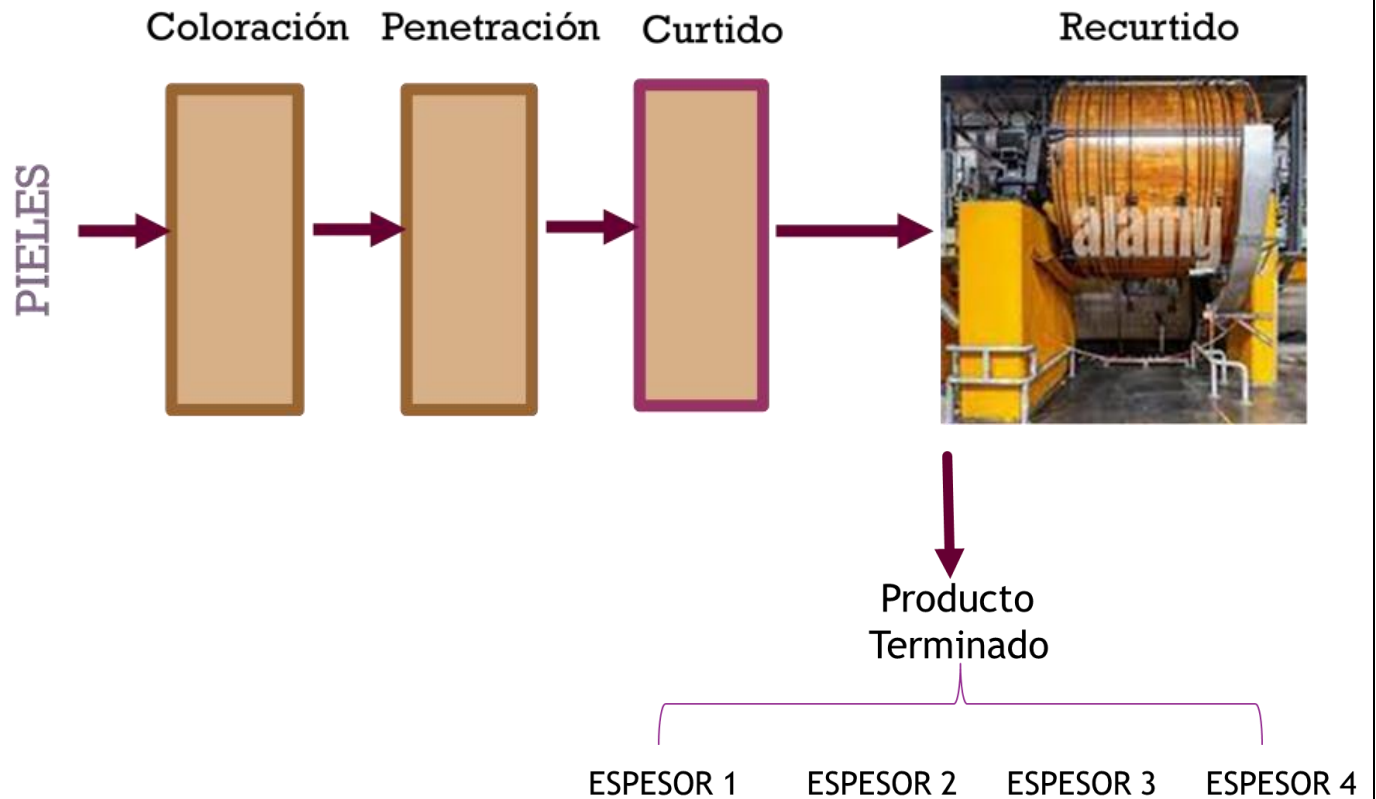 Coloración
Penetración
Curtido
Recurtido
PIELES
alamy
Producto
Terminado
ESPESOR 1
ESPESOR 2
ESPESOR 3
ESPESOR 4